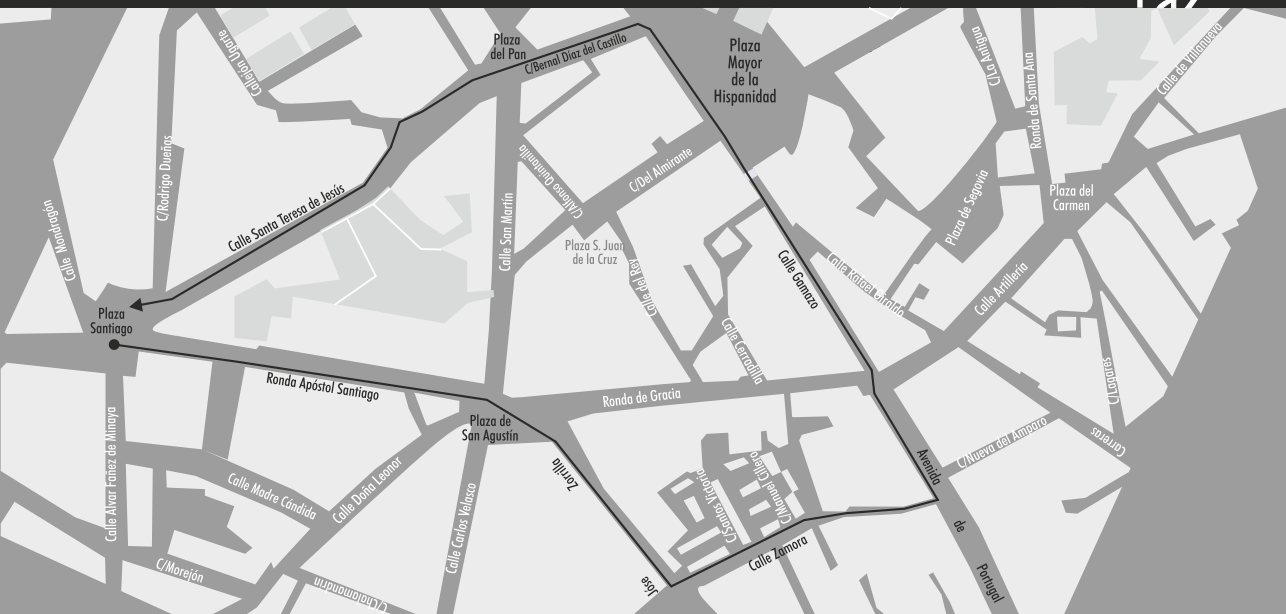 Plaza
del Pan
C/Bernal Díaz del Castillo
Plaza
Mayor
de la
Hispanidad
Callejón Ugarte
C/La Antigua
Ronda de Santa Ana
Calle de Villanueva
C/Rodrigo Dueñas
Calle Santa Teresa de Jesús
Calle Mondragón
Calle San Martín
C/Alfonso Quintanilla
C/Del Almirante
Plaza S. Juan
de la Cruz
Calle del Rey
Calle Cerradilla
Calle Gamazo
Calle Rafael Giraldo
Plaza de Segovia
Plaza del
Carmen
Calle Artillería
C/Lagares
Carreras
C/Nueva del Amparo
Plaza
Santiago
Ronda Apóstol Santiago
Ronda de Gracia
Plaza de
San Agustín
Calle Alvar Fañez de Minaya
Calle Madre Cándida
Calle Doña Leonor
Calle Carlos Velasco
C/Morejón
C/Chalamandrín
José
Zorrilla
C/Santos Vidorio
C/Manuel Cillero
Calle Zamora
Avenida
de
Portugal